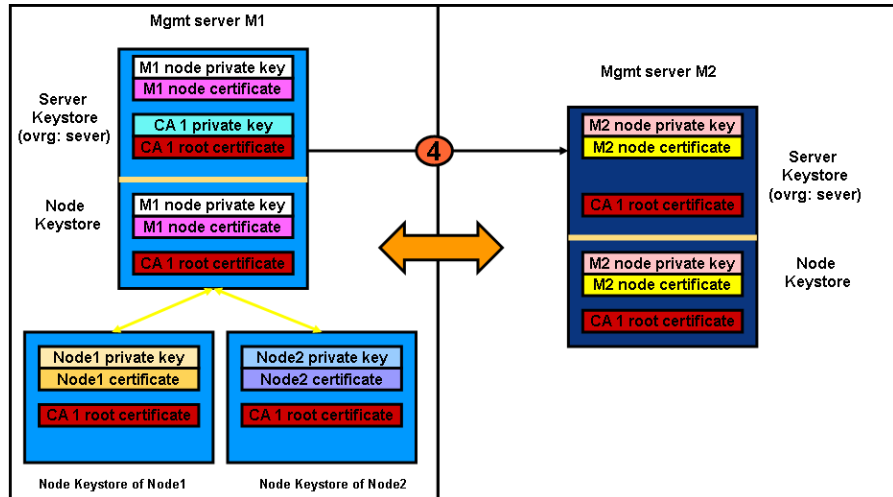 Mgmt server M1
M1 node private key
M1 node certificate
Server
Keystore
(ovrg: sever)
CA 1 private key
CA 1 root certificate
Node
Keystore
M1 node private key
M1 node certificate
CA 1 root certificate
Node1 private key
Node1 certificate
CA 1 root certificate
Node Keystore of Node1
Node2 private key
Node2 certificate
CA 1 root certificate
Node Keystore of Node2
4
Mgmt server M2
M2 node private key
M2 node certificate
CA 1 root certificate
Server
Keystore
(ovrg: sever)
M2 node private key
M2 node certificate
CA 1 root certificate
Node
Keystore